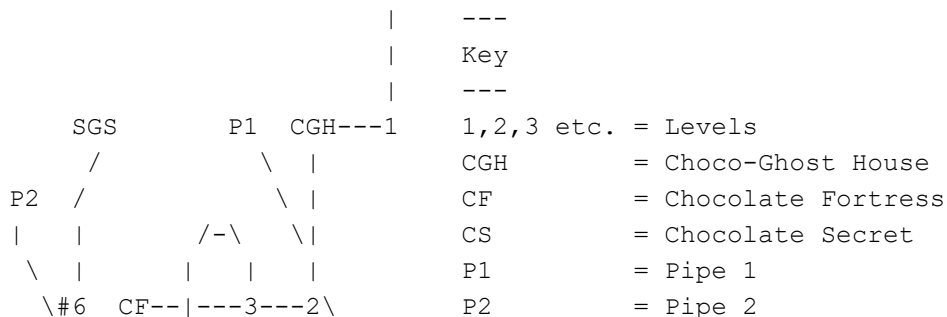 |    ---
                         |    Key
                         |    ---
    SGS       P1  CGH---1     1,2,3 etc. = Levels
     /          \  |          CGH        = Choco-Ghost House
P2  /            \ |          CF         = Chocolate Fortress
|   |       /-\   \|          CS         = Chocolate Secret
 \  |      |   |   |          P1         = Pipe 1
  \#6  CF--|---3---2\         P2         = Pipe 2